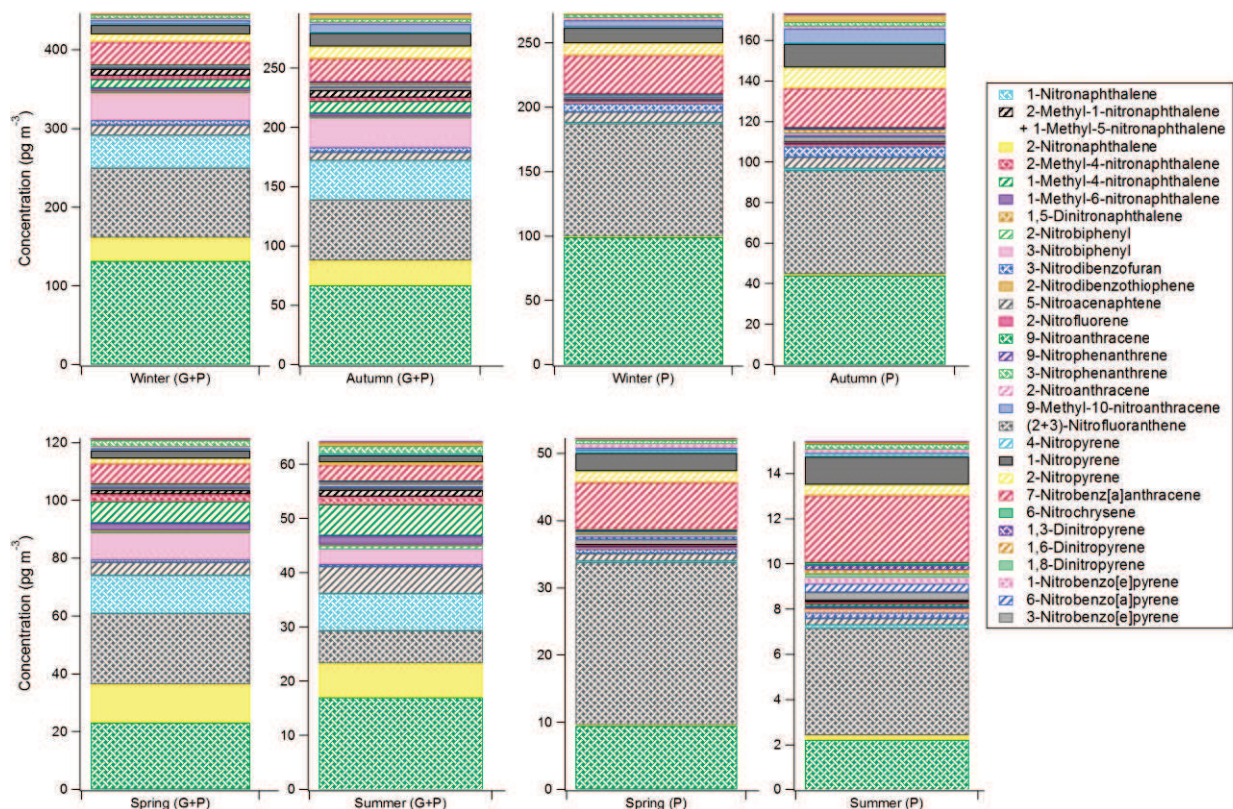 Concentration (pg m⁻³)
400
300
200
100
0
Winter (G+P)
250
200
150
100
50
0
Autumn (G+P)
250
200
150
100
50
0
Winter (P)
160
140
120
100
80
60
40
20
0
Autumn (P)
Concentration (pg m⁻³)
120
100
80
60
40
20
0
Spring (G+P)
60
50
40
30
20
10
0
Summer (G+P)
50
40
30
20
10
0
Spring (P)
14
12
10
8
6
4
2
0
Summer (P)
1-Nitronaphthalene
2-Methyl-1-nitronaphthalene
+ 1-Methyl-5-nitronaphthalene
2-Nitronaphthalene
2-Methyl-4-nitronaphthalene
1-Methyl-4-nitronaphthalene
1-Methyl-6-nitronaphthalene
1,5-Dinitronaphthalene
2-Nitrobiphenyl
3-Nitrobiphenyl
3-Nitrodibenzofuran
2-Nitrodibenzothiophene
5-Nitroacenaphtene
2-Nitrofluorene
9-Nitroanthracene
9-Nitrophenanthrene
3-Nitrophenanthrene
2-Nitroanthracene
9-Methyl-10-nitroanthracene
(2+3)-Nitrofluoranthene
4-Nitropyrene
1-Nitropyrene
2-Nitropyrene
7-Nitrobenz[a]anthracene
6-Nitrochrysene
1,3-Dinitropyrene
1,6-Dinitropyrene
1,8-Dinitropyrene
1-Nitrobenzo[e]pyrene
6-Nitrobenzo[a]pyrene
3-Nitrobenzo[e]pyrene